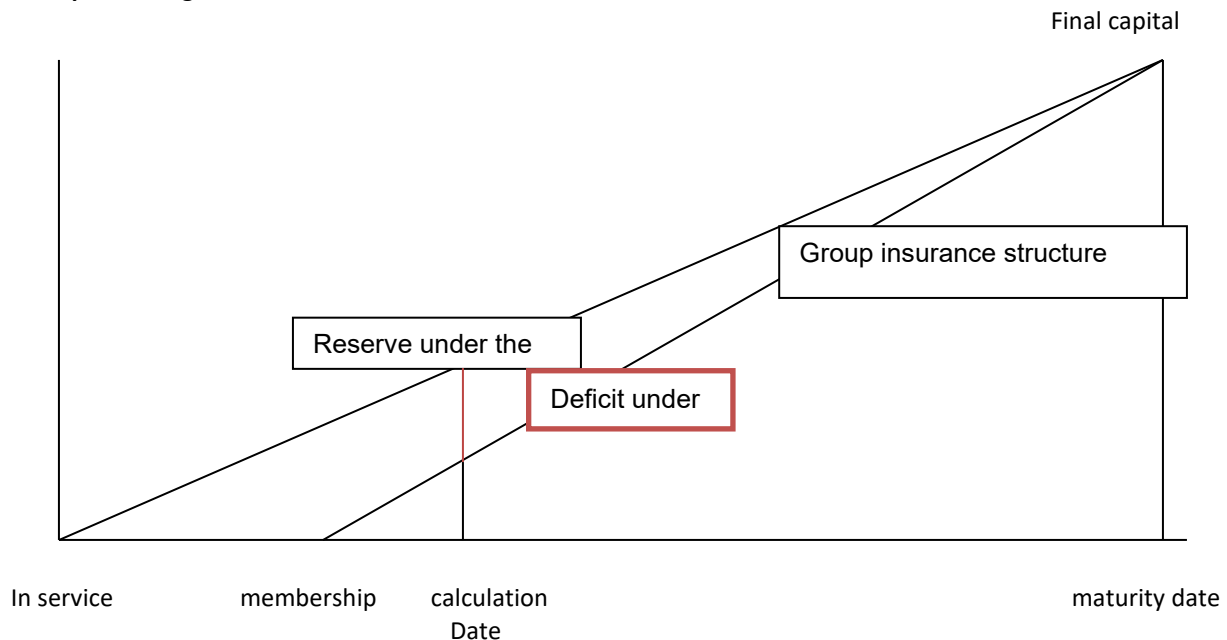 Final capital
Group insurance structure
Reserve under the
Deficit under
In service
membership
calculation
Date
maturity date